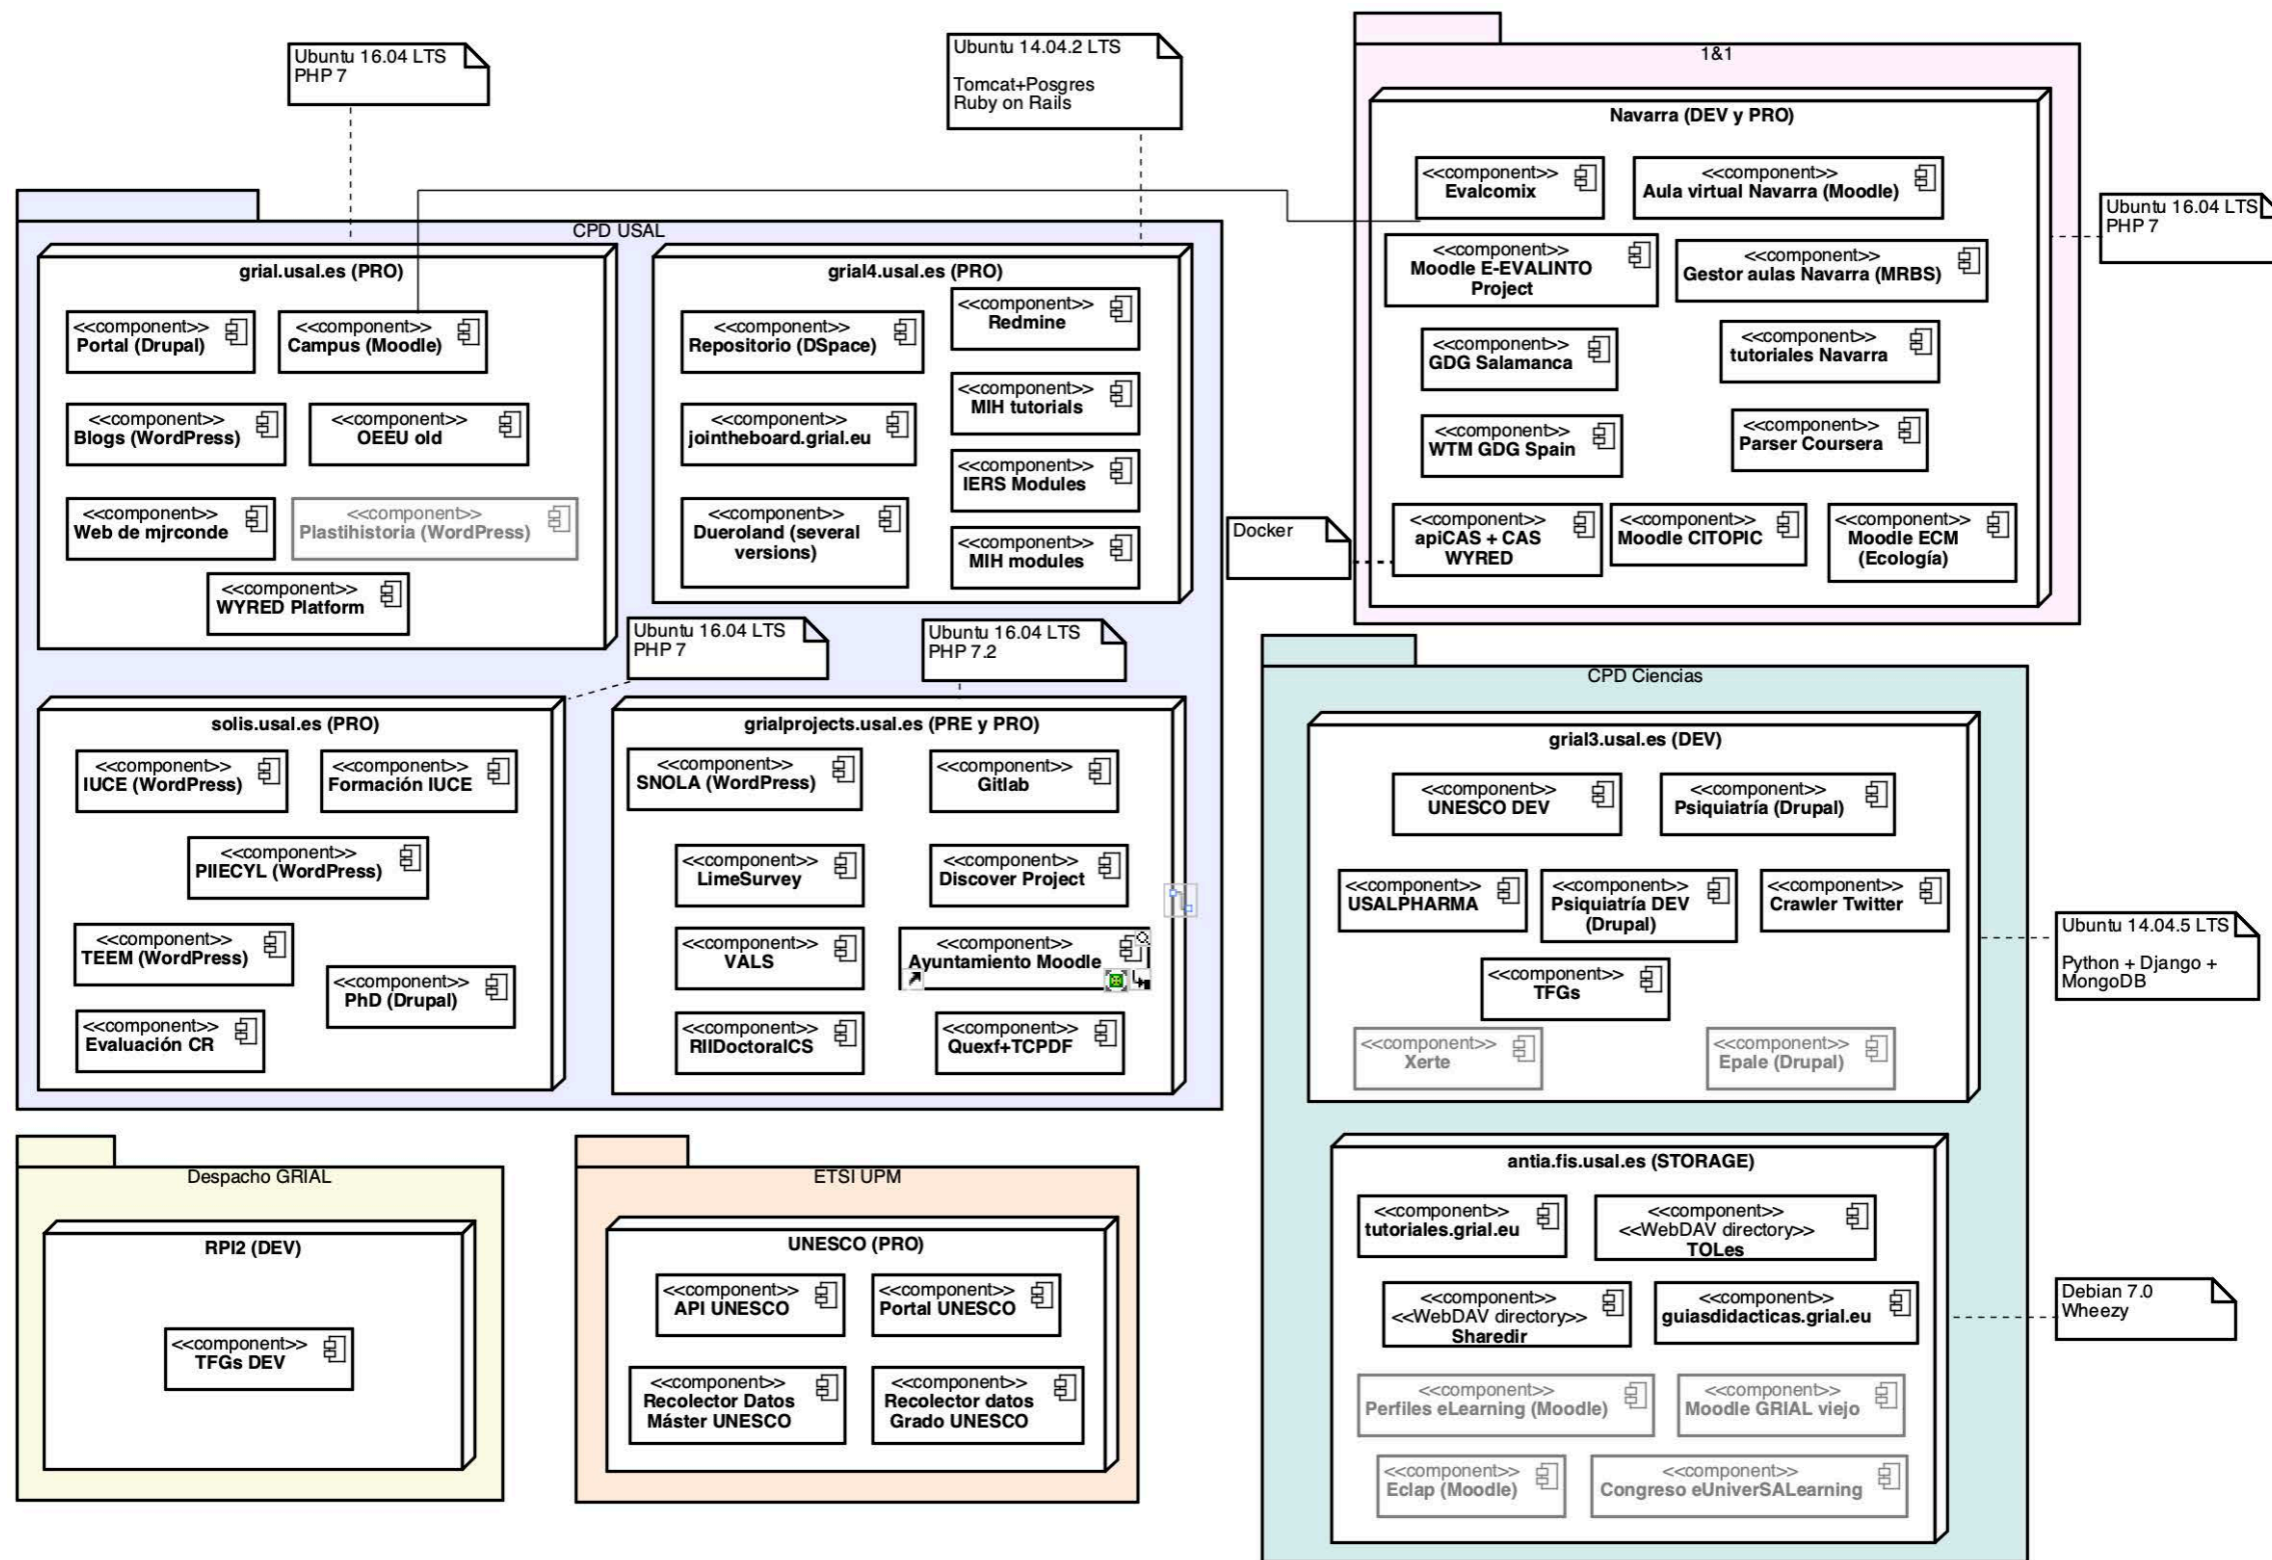 Ubuntu 16.04 LTS
PHP 7
Ubuntu 14.04.2 LTS
Tomcat+Posgres
Ruby on Rails
CPD USAL
grial.usal.es (PRO)
<<component>>
Portal (Drupal)
<<component>>
Campus (Moodle)
<<component>>
Blogs (WordPress)
<<component>>
OEEU old
<<component>>
Web de mjrconde
<<component>>
Plastihistoria (WordPress)
<<component>>
WYRED Platform
grial4.usal.es (PRO)
<<component>>
Repositorio (DSpace)
<<component>>
Redmine
<<component>>
MIH tutorials
<<component>>
jointheboard.grial.eu
<<component>>
IERS Modules
<<component>>
Dueroland (several
versions)
<<component>>
MIH modules
Ubuntu 16.04 LTS
PHP 7
Ubuntu 16.04 LTS
PHP 7.2
solis.usal.es (PRO)
<<component>>
IUCE (WordPress)
<<component>>
Formación IUCE
<<component>>
PIIECYL (WordPress)
<<component>>
TEEM (WordPress)
<<component>>
PhD (Drupal)
<<component>>
Evaluación CR
grialprojects.usal.es (PRE y PRO)
<<component>>
SNOLA (WordPress)
<<component>>
Gitlab
<<component>>
LimeSurvey
<<component>>
Discover Project
<<component>>
VALS
<<component>>
Ayuntamiento Moodle
<<component>>
RIIDoctoralCS
<<component>>
Quexf+TCPDF
1&1
Navarra (DEV y PRO)
<<component>>
Evalcomix
<<component>>
Aula virtual Navarra (Moodle)
<<component>>
Moodle E-EVALINTO
Project
<<component>>
Gestor aulas Navarra (MRBS)
<<component>>
GDG Salamanca
<<component>>
tutoriales Navarra
<<component>>
WTM GDG Spain
<<component>>
Parser Coursera
<<component>>
apiCAS + CAS
WYRED
<<component>>
Moodle CITOPIC
<<component>>
Moodle ECM
(Ecología)
Ubuntu 16.04 LTS
PHP 7
Docker
CPD Ciencias
grial3.usal.es (DEV)
<<component>>
UNESCO DEV
<<component>>
Psiquiatría (Drupal)
<<component>>
USALPHARMA
<<component>>
Psiquiatría DEV
(Drupal)
<<component>>
Crawler Twitter
<<component>>
TFGs
<<component>>
Xerte
<<component>>
Epale (Drupal)
Ubuntu 14.04.5 LTS
Python + Django +
MongoDB
antia.fis.usal.es (STORAGE)
<<component>>
tutoriales.grial.eu
<<component>>
<<WebDAV directory>>
TOLes
<<component>>
<<WebDAV directory>>
Sharedir
<<component>>
guiasdidacticas.grial.eu
<<component>>
Perfiles eLearning (Moodle)
<<component>>
Moodle GRIAL viejo
<<component>>
Eclap (Moodle)
<<component>>
Congreso eUniverSALearning
Debian 7.0
Wheezy
Despacho GRIAL
RPI2 (DEV)
<<component>>
TFGs DEV
ETSI UPM
UNESCO (PRO)
<<component>>
API UNESCO
<<component>>
Portal UNESCO
<<component>>
Recolector Datos
Máster UNESCO
<<component>>
Recolector datos
Grado UNESCO